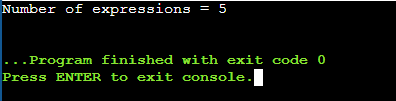 Number of expressions = 5
...Program finished with exit code 0
Press ENTER to exit console.